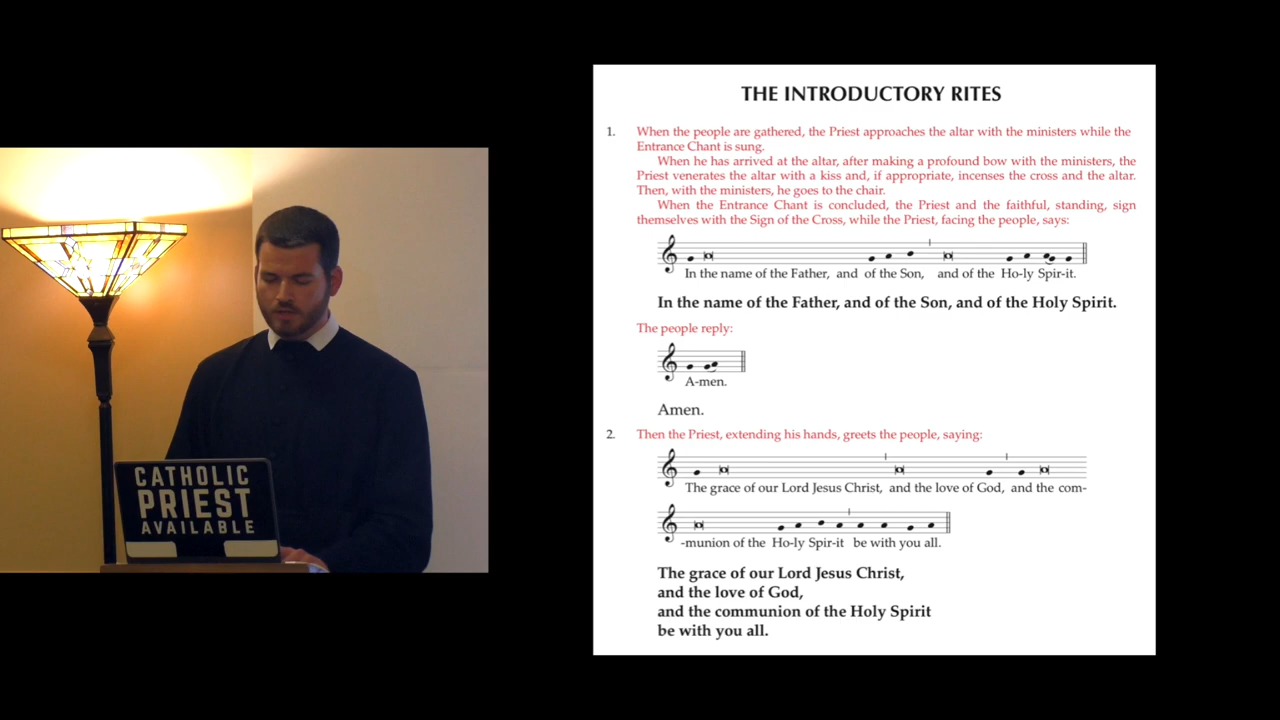 CATHOLIC
PRIEST
AVAILABLE
THE INTRODUCTORY RITES
1. When the people are gathered, the Priest approaches the altar with the ministers while the
Entrance Chant is sung.
When he has arrived at the altar, after making a profound bow with the ministers, the
Priest venerates the altar with a kiss and, if appropriate, incenses the cross and the altar.
Then, with the ministers, he goes to the chair.
When the Entrance Chant is concluded, the Priest and the faithful, standing, sign
themselves with the Sign of the Cross, while the Priest, facing the people, says:
In the name of the Father, and of the Son, and of the Ho-ly Spir-it.
In the name of the Father, and of the Son, and of the Holy Spirit.
The people reply:
A-men.
Amen.
2. Then the Priest, extending his hands, greets the people, saying:
The grace of our Lord Jesus Christ, and the love of God, and the com-
-munion of the Ho-ly Spir-it be with you all.
The grace of our Lord Jesus Christ,
and the love of God,
and the communion of the Holy Spirit
be with you all.